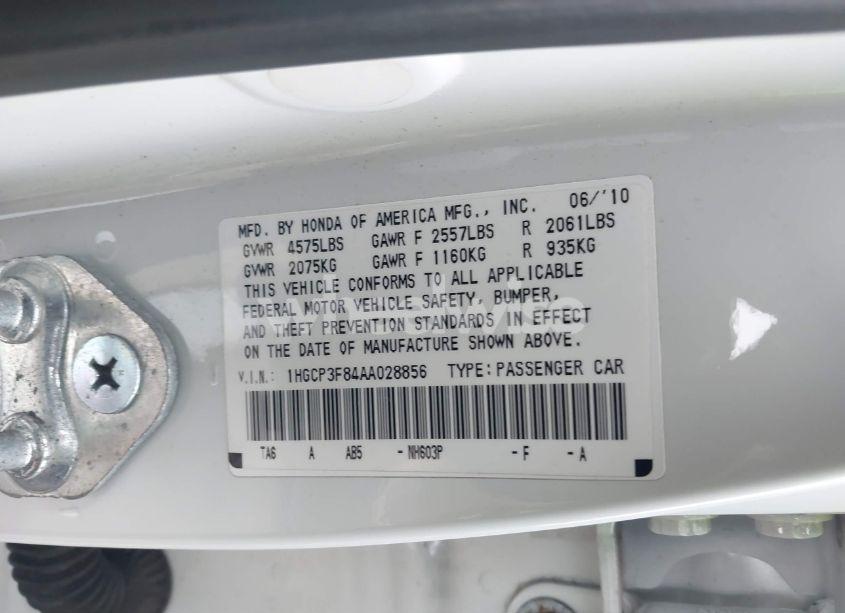 MFD. BY HONDA OF AMERICA MFG., INC. 06/'10
GVWR 4575LBS GAWR F 2557LBS R 2061LBS
GVWR 2075KG GAWR F 1160KG R 935KG
THIS VEHICLE CONFORMS TO ALL APPLICABLE
FEDERAL MOTOR VEHICLE SAFETY, BUMPER,
AND THEFT PREVENTION STANDARDS IN EFFECT
ON THE DATE OF MANUFACTURE SHOWN ABOVE.
V.I.N.: 1HGCP3F84AA028856 TYPE: PASSENGER CAR
TA6 A AB5 -NH603P -F -A